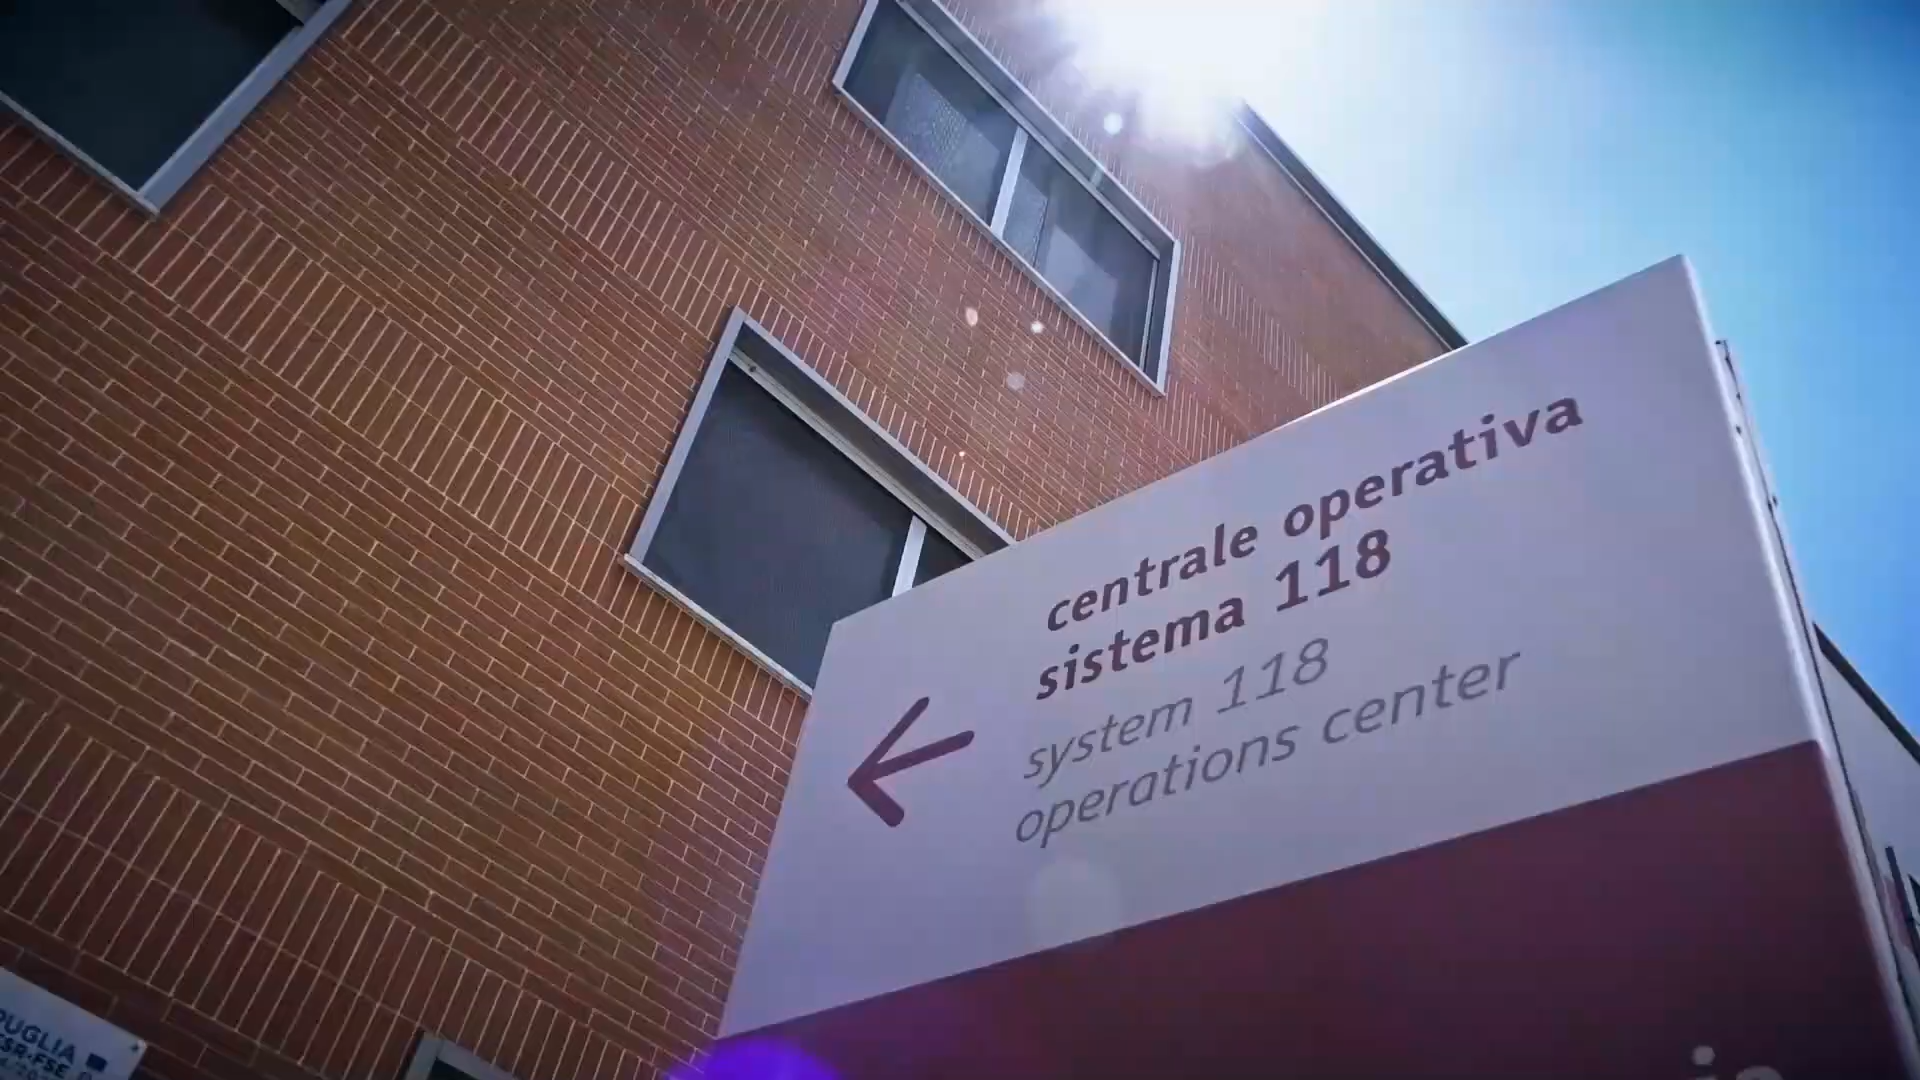 centrale operativa
sistema 118
system 118
operations center
PUGLIA